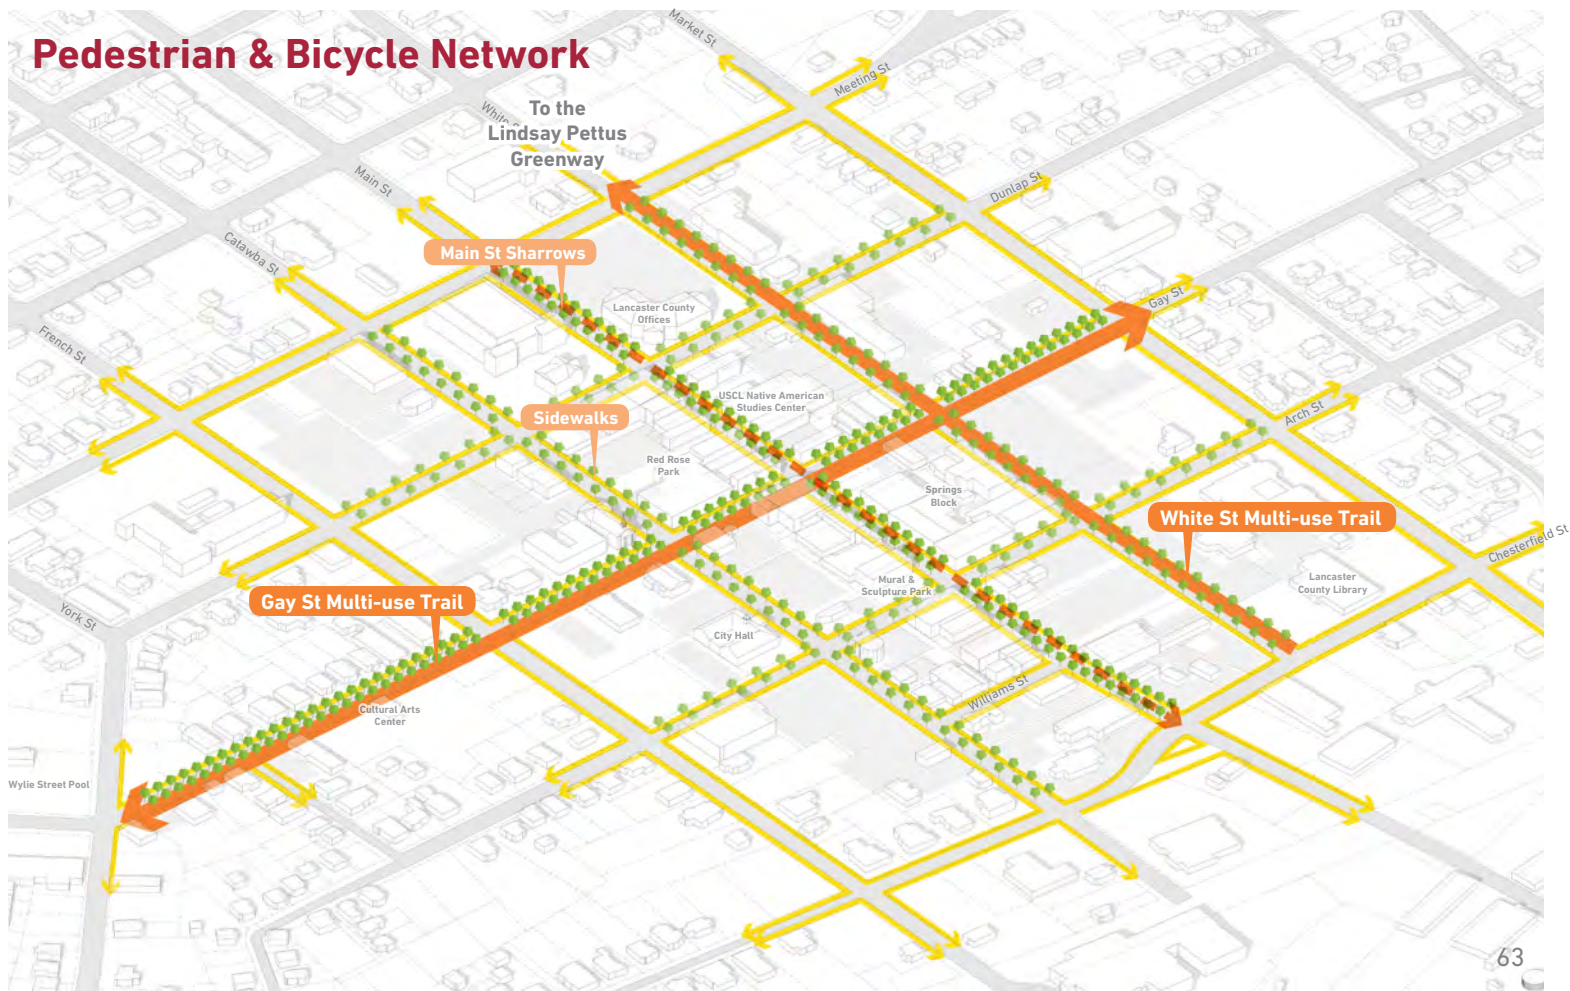 Pedestrian & Bicycle Network
Market St
Meeting St
To the
Lindsay Pettus
Greenway
White
Main St
Dunlap St
Catawba St
Main St Sharrows
Gay St
Lancaster County
Offices
French St
USCL Native American
Studies Center
Arch St
Sidewalks
Red Rose
Park
Springs
Block
White St Multi-use Trail
Chesterfield St
Mural &
Sculpture Park
Lancaster
County Library
York St
Gay St Multi-use Trail
City Hall
Williams St
Cultural Arts
Center
Wylie Street Pool
63